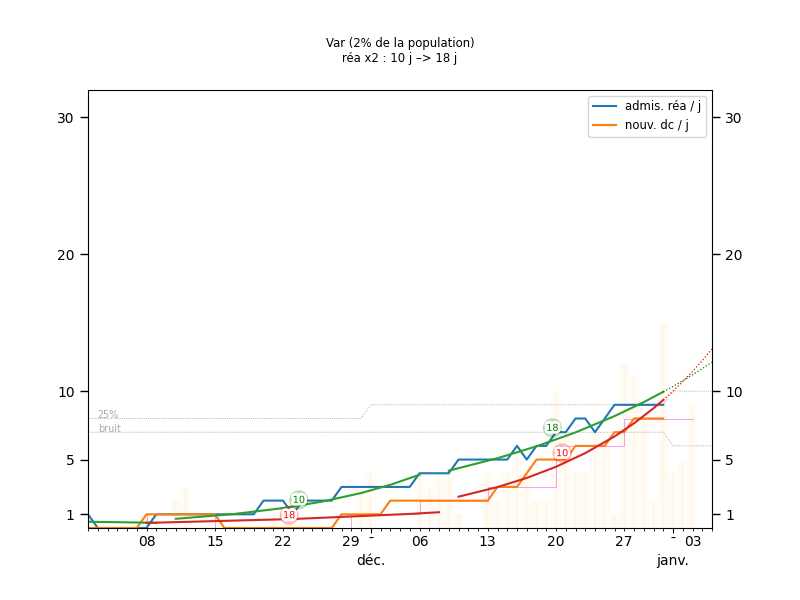 Var (2% de la population)
réa x2 : 10 j –> 18 j
admis. réa / j
nouv. dc / j
30 30
20 20
10 10
5 5
1 1
25%
bruit
18
10
10
18
08 15 22 29 - 06 13 20 27 - 03
déc. janv.